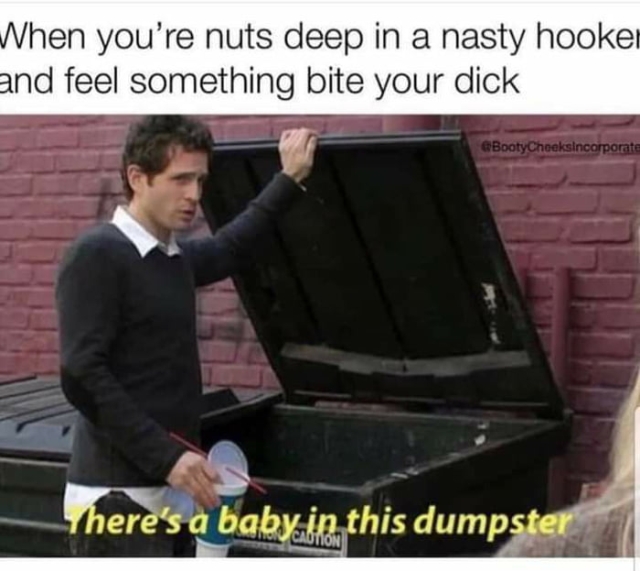 When you're nuts deep in a nasty hooker
and feel something bite your dick
@BootyCheeksIncorporate
There's a baby in this dumpster
CAUTION